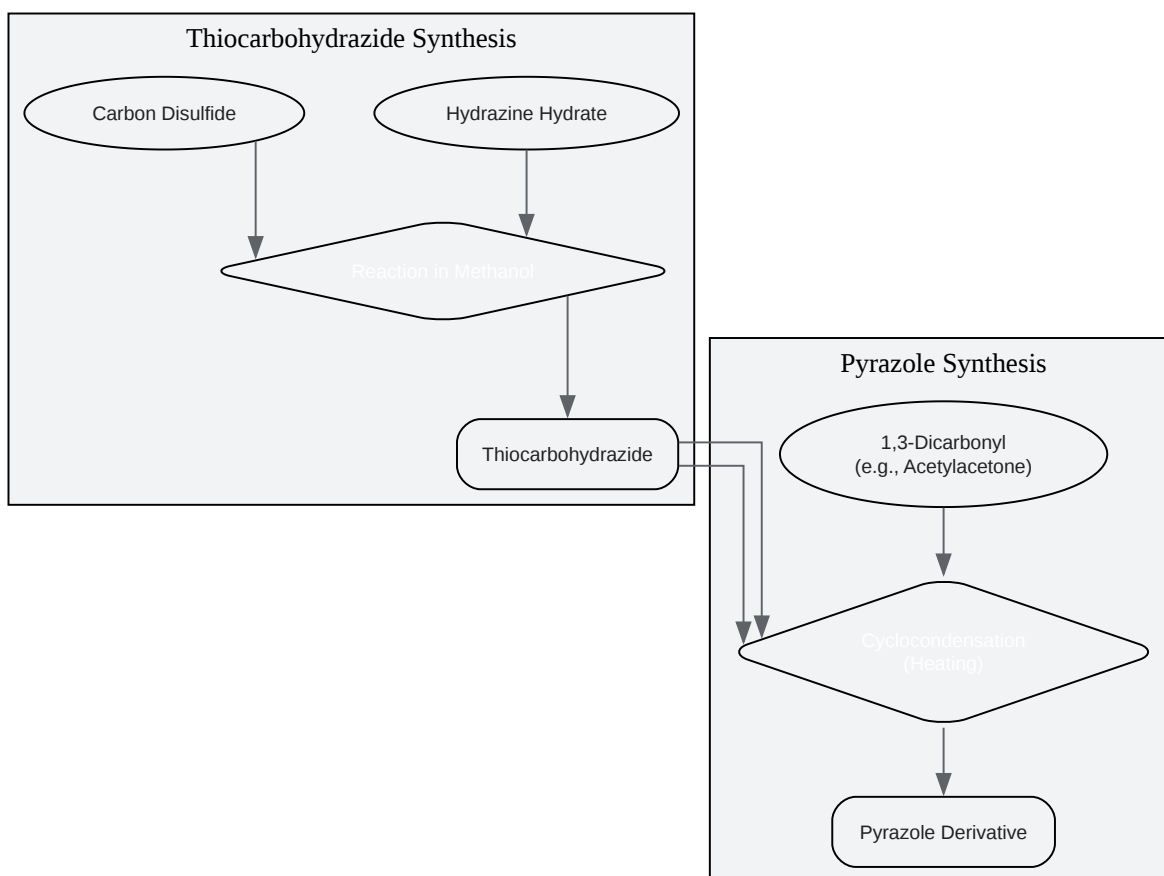 Thiocarbohydrazide Synthesis
Carbon Disulfide
Hydrazine Hydrate
Reaction in Methanol
Thiocarbohydrazide
Pyrazole Synthesis
1,3-Dicarbonyl
(e.g., Acetylacetone)
Cyclocondensation
(Heating)
Pyrazole Derivative